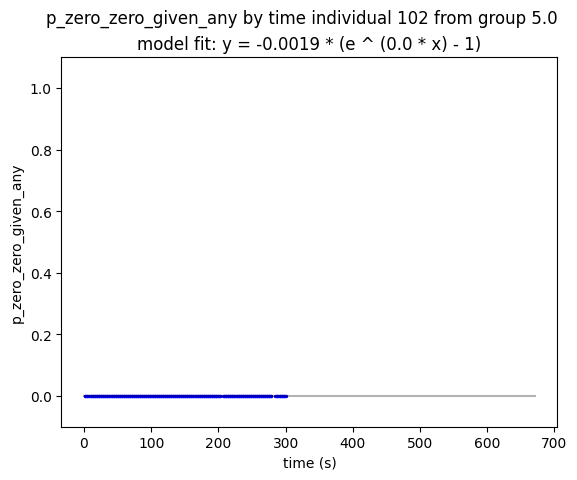 p_zero_zero_given_any by time individual 102 from group 5.0
model fit: y = -0.0019 * (e ^ (0.0 * x) - 1)
1.0
0.8
0.6
0.4
0.2
0.0
p_zero_zero_given_any
0 100 200 300 400 500 600 700
time (s)